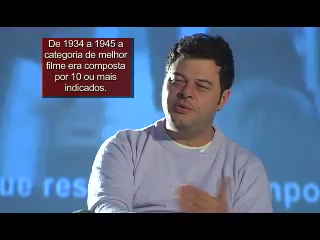 De 1934 a 1945 a
categoria de melhor
filme era composta
por 10 ou mais
indicados.
ue res
mpo